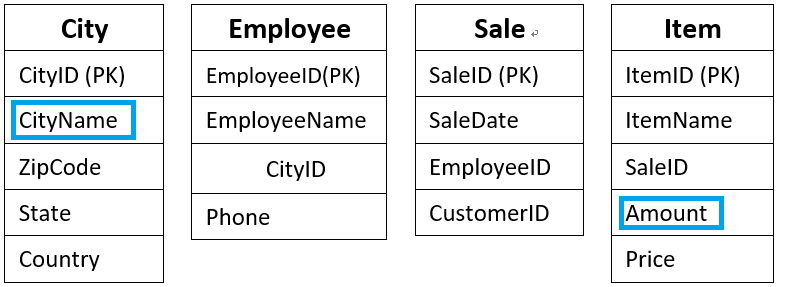 City
CityID (PK)
CityName
ZipCode
State
Country
Employee
EmployeeID(PK)
EmployeeName
CityID
Phone
Sale
SaleID (PK)
SaleDate
EmployeeID
CustomerID
Item
ItemID (PK)
ItemName
SaleID
Amount
Price